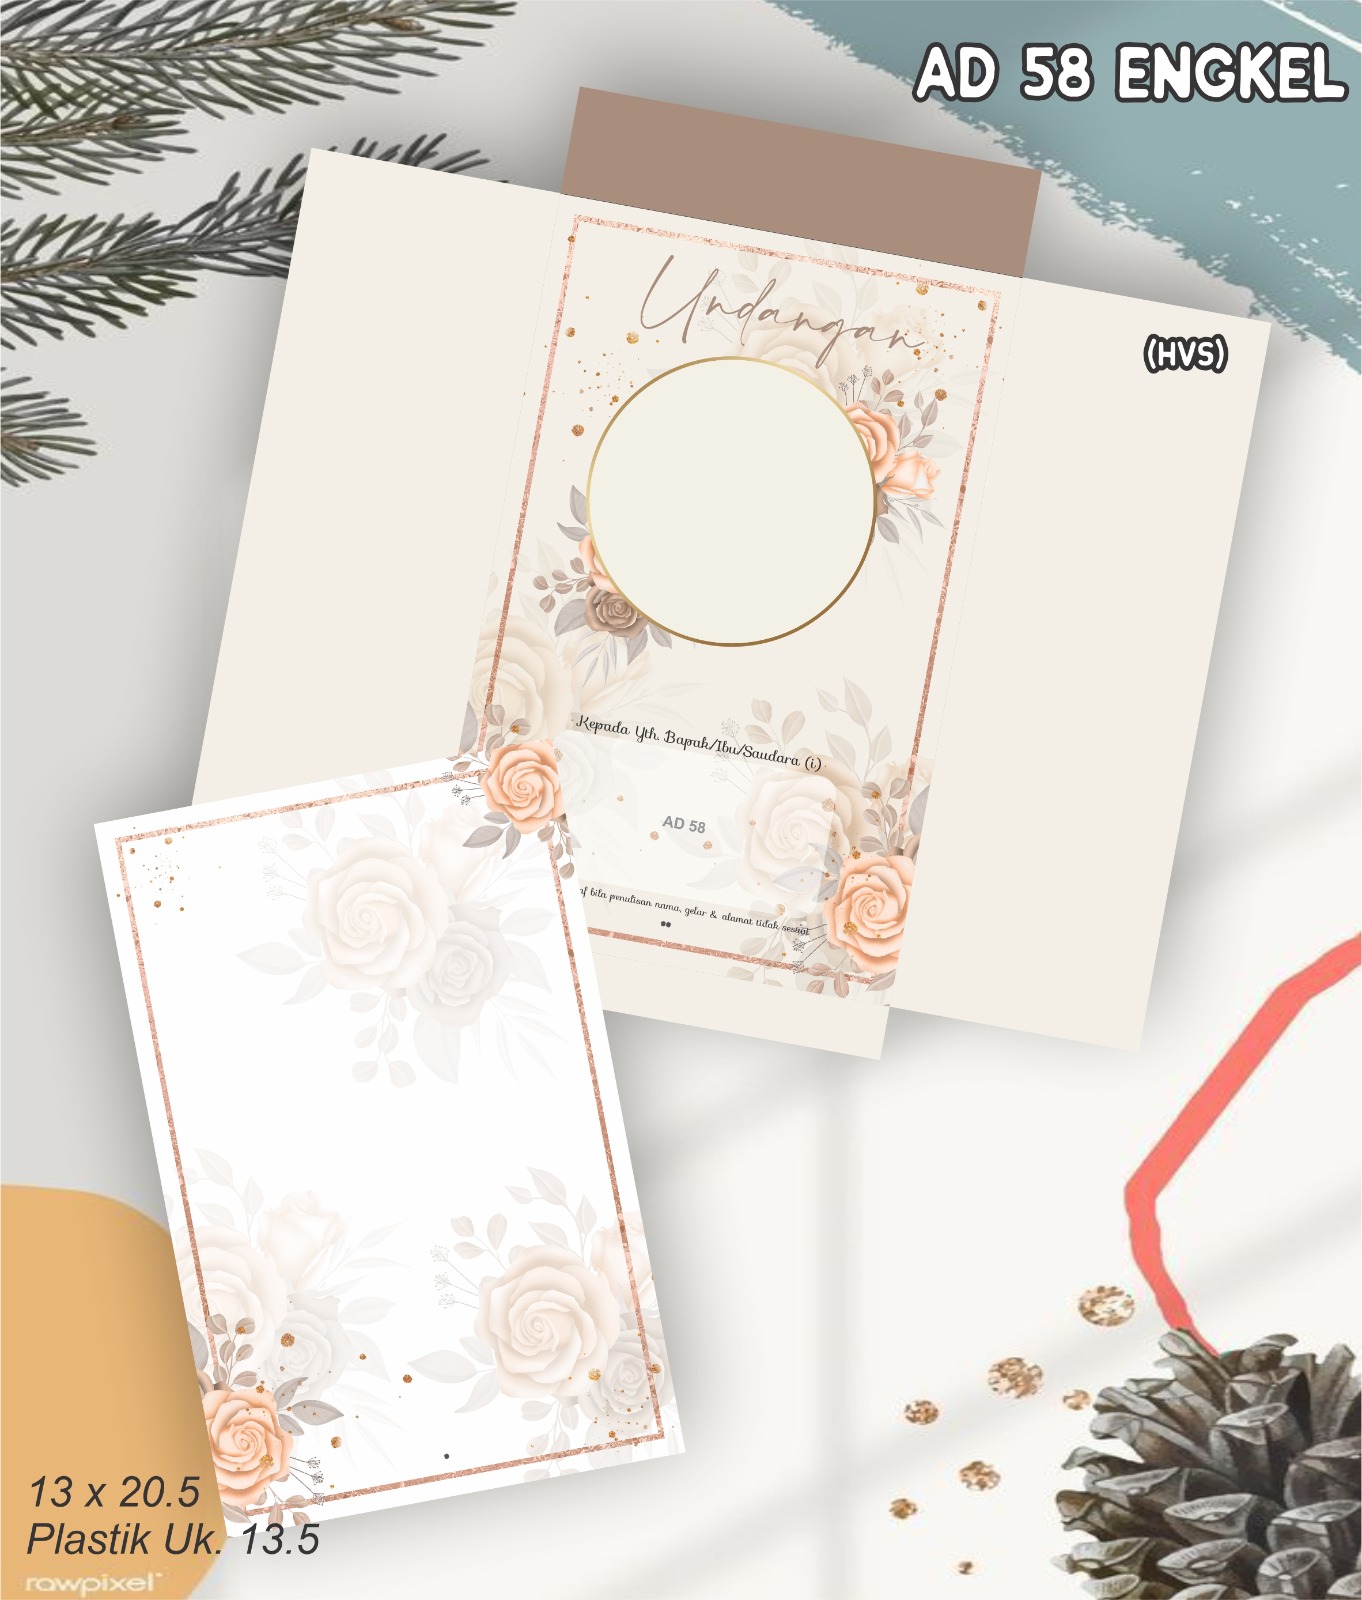 AD 58 ENGKEL
(HVS)
Undangan
Kepada Yth. Bapak/Ibu/Saudara (i)
AD 58
bila penulisan nama, gelar & alamat tidak sesuai
13 x 20.5
Plastik Uk. 13.5
rawpixel